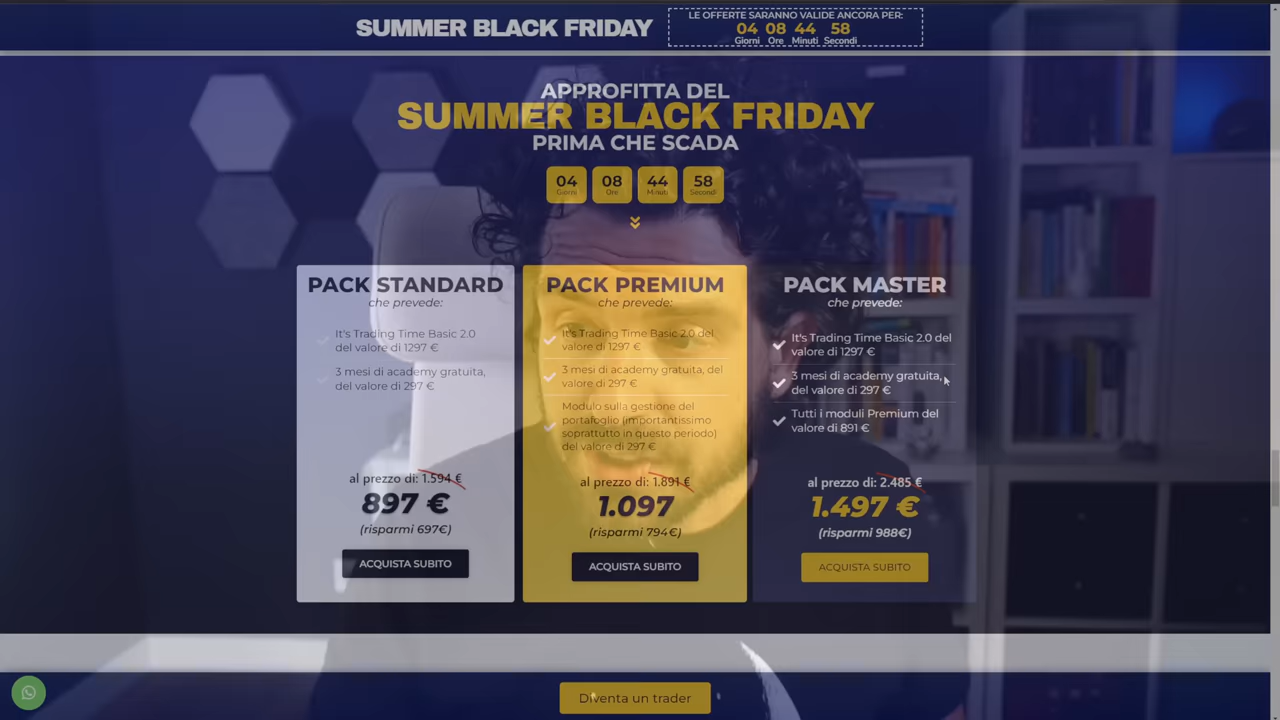 SUMMER BLACK FRIDAY
LE OFFERTE SARANNO VALIDE ANCORA PER:
04 08 44 58
Giorni Ore Minuti Secondi
APPROFITTA DEL
SUMMER BLACK FRIDAY
PRIMA CHE SCADA
04 08 44 58
Giorni Ore Minuti Secondi
PACK STANDARD
che prevede:
It's Trading Time Basic 2.0
del valore di 1297 €
3 mesi di academy gratuita,
del valore di 297 €
al prezzo di: 1.594 €
897 €
(risparmi 697€)
ACQUISTA SUBITO
PACK PREMIUM
che prevede:
It's Trading Time Basic 2.0 del
valore di 1297 €
3 mesi di academy gratuita, del
valore di 297 €
Modulo sulla gestione del
portafoglio (importantissimo
soprattutto in questo periodo)
del valore di 297 €
al prezzo di: 1.891 €
1.097
(risparmi 794€)
ACQUISTA SUBITO
PACK MASTER
che prevede:
It's Trading Time Basic 2.0 del
valore di 1297 €
3 mesi di academy gratuita,
del valore di 297 €
Tutti i moduli Premium del
valore di 891 €
al prezzo di: 2.485 €
1.497 €
(risparmi 988€)
ACQUISTA SUBITO
Diventa un trader